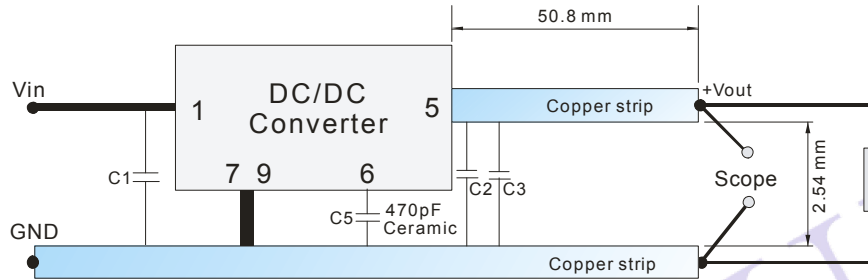 50.8 mm
Vin
DC/DC
Converter
1
5
Copper strip
+Vout
C1
7 9
6
C2
C3
Scope
2.54 mm
C5
470pF
Ceramic
GND
Copper strip